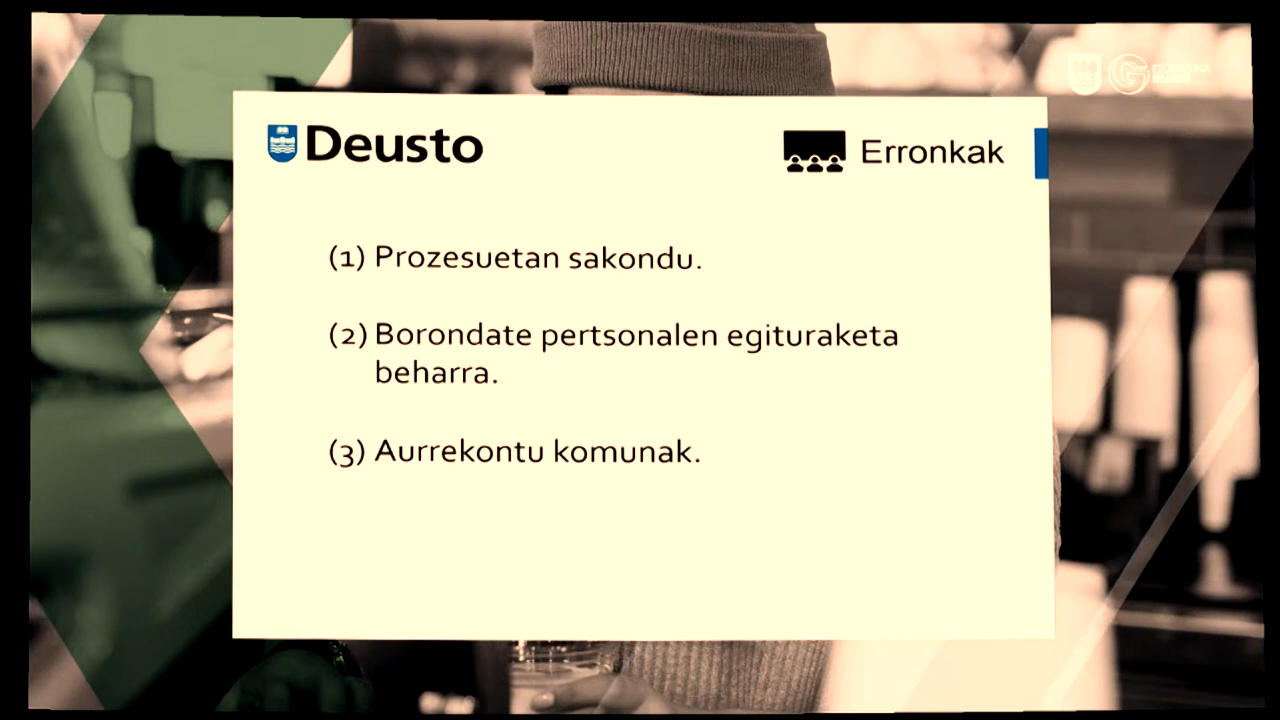 Deusto
Erronkak
(1) Prozesuetan sakondu.
(2) Borondate pertsonalen egituraketa
beharra.
(3) Aurrekontu komunak.